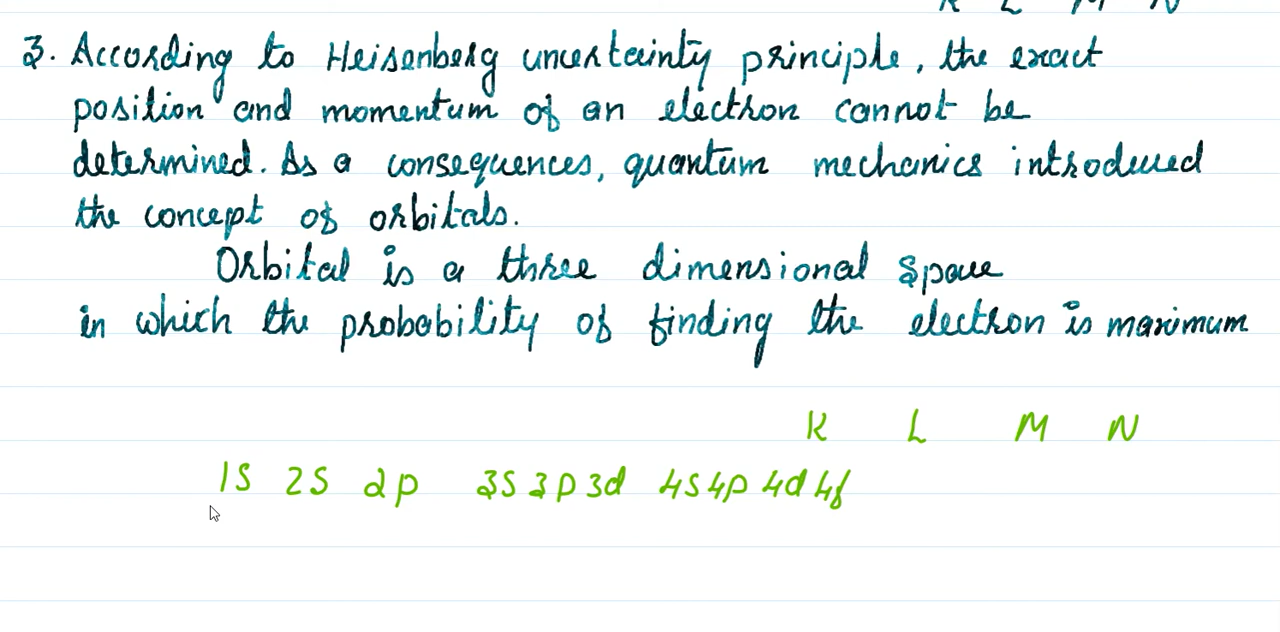 K L M N
3. According to Heisenberg uncertainty principle, the exact
position and momentum of an electron cannot be
determined. As a consequences, quantum mechanics introduced
the concept of orbitals.
Orbital is a three dimensional space
in which the probability of finding the electron is maximum
K L M N
1S 2S 2p 3S 3p 3d 4S 4p 4d 4f